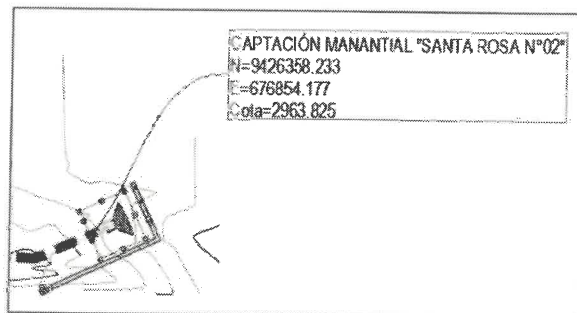 CAPTACIÓN MANANTIAL "SANTA ROSA N°02"
N=9426358.233
E=676854.177
Cota=2963.825